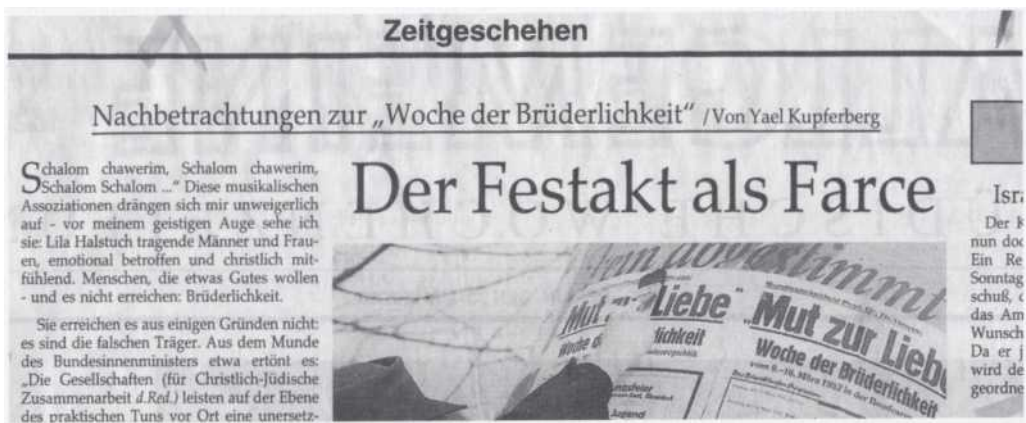 Zeitgeschehen
Nachbetrachtungen zur „Woche der Brüderlichkeit“ / Von Yael Kupferberg
Der Festakt als Farce
Schalom chawerim, Schalom chawerim,
Schalom Schalom ...“ Diese musikalischen
Assoziationen drängen sich mir unweigerlich
auf - vor meinem geistigen Auge sehe ich
sie: Lila Halstuch tragende Männer und Frau-
en, emotional betroffen und christlich mit-
fühlend. Menschen, die etwas Gutes wollen
- und es nicht erreichen: Brüderlichkeit.
Sie erreichen es aus einigen Gründen nicht:
es sind die falschen Träger. Aus dem Munde
des Bundesinnenministers etwa ertönt es:
„Die Gesellschaften (für Christlich-Jüdische
Zusammenarbeit d.Red.) leisten auf der Ebene
des praktischen Tuns vor Ort eine unersetz-
abgestimmt
Mut zur Liebe
Woche
Mut zur Liebe
Woche der Brüderlichkeit
Jugend
Isra
Der K
nun doc
Ein Re
Sonntag
schuß, d
das Am
Wunsch
Da er j
wird de
geordne